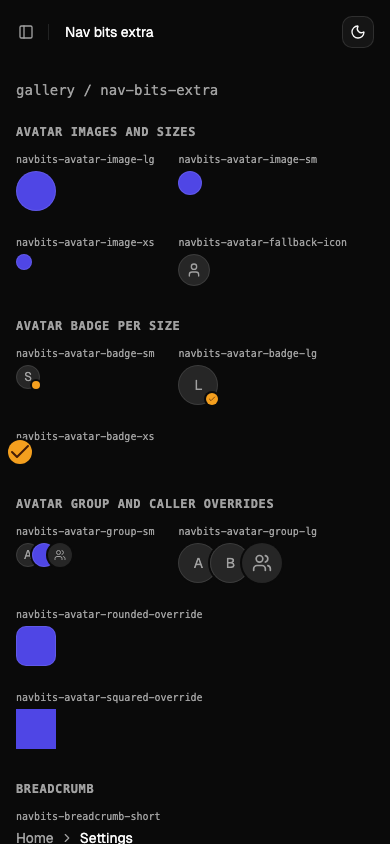 Nav bits extra
gallery / nav-bits-extra
AVATAR IMAGES AND SIZES
navbits-avatar-image-lg
navbits-avatar-image-sm
navbits-avatar-image-xs
navbits-avatar-fallback-icon
AVATAR BADGE PER SIZE
navbits-avatar-badge-sm
navbits-avatar-badge-lg
S
L
navbits-avatar-badge-xs
AVATAR GROUP AND CALLER OVERRIDES
navbits-avatar-group-sm
navbits-avatar-group-lg
A
A
B
navbits-avatar-rounded-override
navbits-avatar-squared-override
BREADCRUMB
navbits-breadcrumb-short
Home > Settings